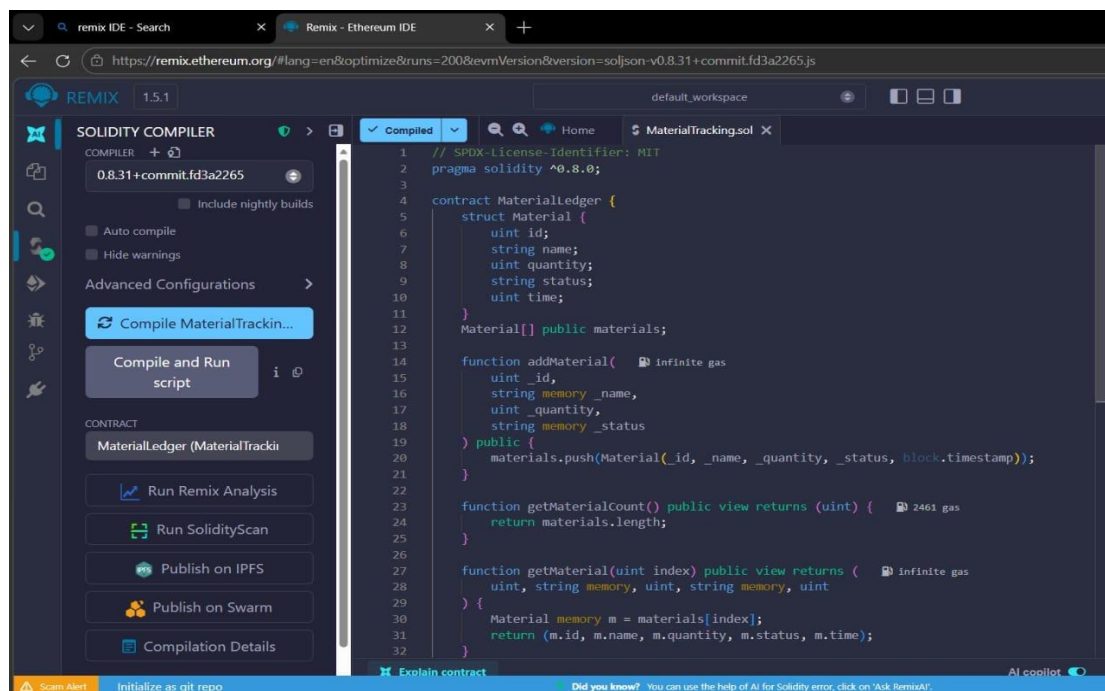 remix IDE - Search
Remix - Ethereum IDE
https://remix.ethereum.org/#lang=en&optimize&runs=200&evmVersion&version=soljson-v0.8.31+commit.fd3a2265.js
REMIX 1.5.1
default_workspace
AI
SOLIDITY COMPILER
COMPILER
0.8.31+commit.fd3a2265
Include nightly builds
Auto compile
Hide warnings
Advanced Configurations
Compile MaterialTrackin...
Compile and Run
script
CONTRACT
MaterialLedger (MaterialTrackin
Run Remix Analysis
Run SolidityScan
IPFS Publish on IPFS
Publish on Swarm
Compilation Details
Compiled
Home
MaterialTracking.sol
1 // SPDX-License-Identifier: MIT
2 pragma solidity ^0.8.0;
3
4 contract MaterialLedger {
5 struct Material {
6 uint id;
7 string name;
8 uint quantity;
9 string status;
10 uint time;
11 }
12 Material[] public materials;
13
14 function addMaterial( infinite gas
15 uint _id,
16 string memory _name,
17 uint _quantity,
18 string memory _status
19 ) public {
20 materials.push(Material(_id, _name, _quantity, _status, block.timestamp));
21 }
22
23 function getMaterialCount() public view returns (uint) { 2461 gas
24 return materials.length;
25 }
26
27 function getMaterial(uint index) public view returns ( infinite gas
28 uint, string memory, uint, string memory, uint
29 ) {
30 Material memory m = materials[index];
31 return (m.id, m.name, m.quantity, m.status, m.time);
32 }
Explain contract
AI copilot
Scam Alert
Initialize as git repo
Did you know? You can use the help of AI for Solidity error, click on 'Ask RemixAI'.